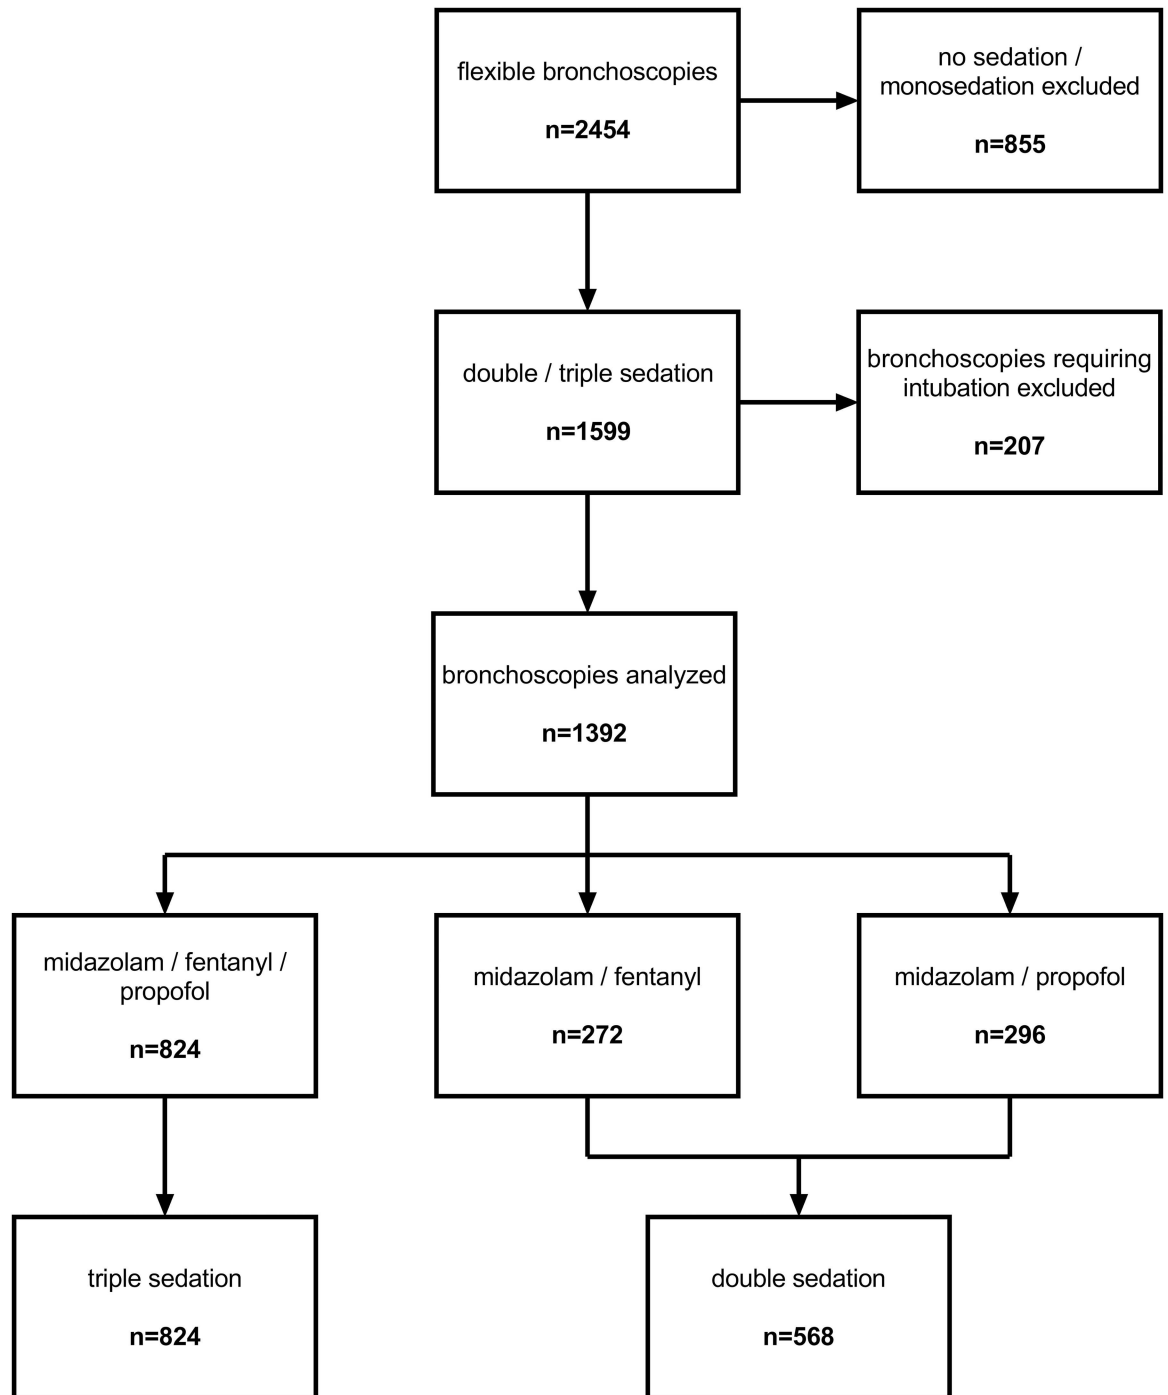 flexible bronchoscopies
n=2454
no sedation /
monosedation excluded
n=855
double / triple sedation
n=1599
bronchoscopies requiring
intubation excluded
n=207
bronchoscopies analyzed
n=1392
midazolam / fentanyl /
propofol
n=824
midazolam / fentanyl
n=272
midazolam / propofol
n=296
triple sedation
n=824
double sedation
n=568